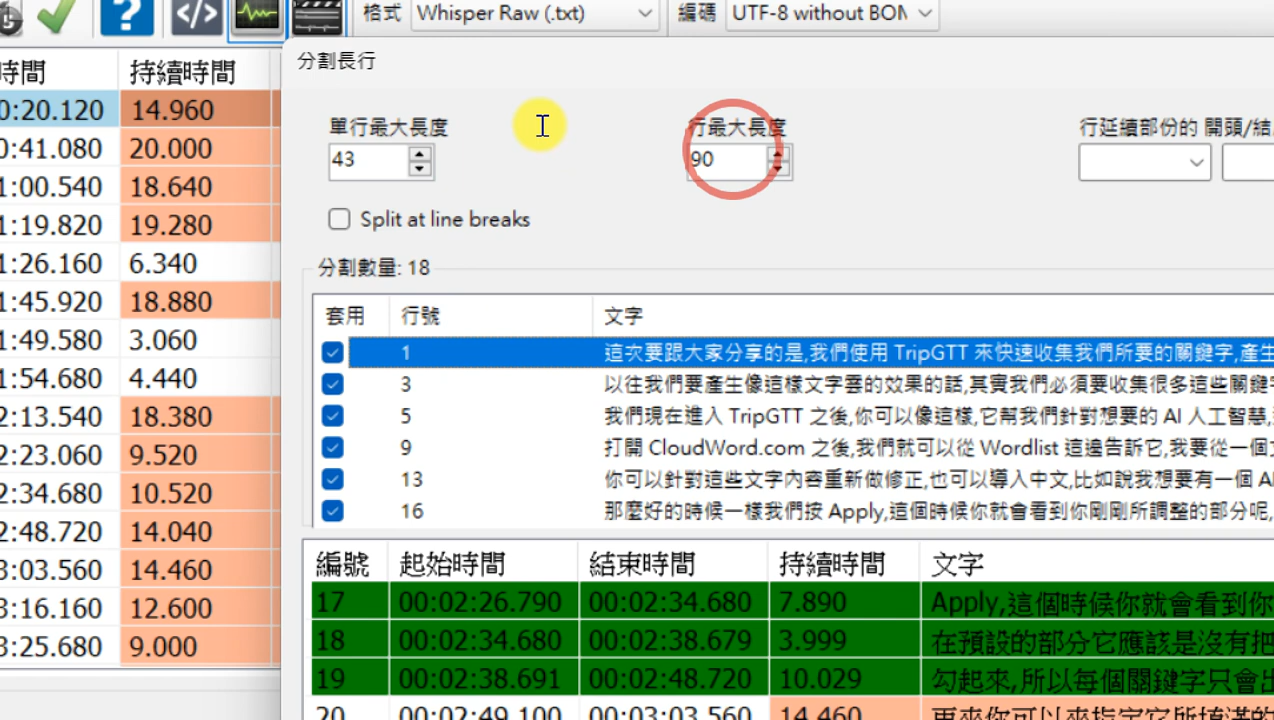 格式 Whisper Raw (.txt) 編碼 UTF-8 without BOM
時間 持續時間
0:20.120 14.960
0:41.080 20.000
1:00.540 18.640
1:19.820 19.280
1:26.160 6.340
1:45.920 18.880
1:49.580 3.060
1:54.680 4.440
2:13.540 18.380
2:23.060 9.520
2:34.680 10.520
2:48.720 14.040
3:03.560 14.460
3:16.160 12.600
3:25.680 9.000
分割長行
單行最大長度 行最大長度 行延續部份的 開頭/結
43 90
Split at line breaks
分割數量: 18
套用 行號 文字
1 這次要跟大家分享的是,我們使用 TripGTT 來快速收集我們所要的關鍵字,產生
3 以往我們要產生像這樣文字雲的效果的話,其實我們必須要收集很多這些關鍵字
5 我們現在進入 TripGTT 之後,你可以像這樣,它幫我們針對想要的 AI 人工智慧,
9 打開 CloudWord.com 之後,我們就可以從 Wordlist 這邊告訴它,我要從一個文
13 你可以針對這些文字內容重新做修正,也可以導入中文,比如說我想要有一個 AI
16 那麼好的時候一樣我們按 Apply,這個時候你就會看到你剛剛所調整的部分呢,
編號 起始時間 結束時間 持續時間 文字
17 00:02:26.790 00:02:34.680 7.890 Apply,這個時候你就會看到你
18 00:02:34.680 00:02:38.679 3.999 在預設的部分它應該是沒有把
19 00:02:38.691 00:02:48.720 10.029 勾起來,所以每個關鍵字只會出
20 00:02:49.100 00:03:03.560 14.460 再來你可以來指定它所填滿的